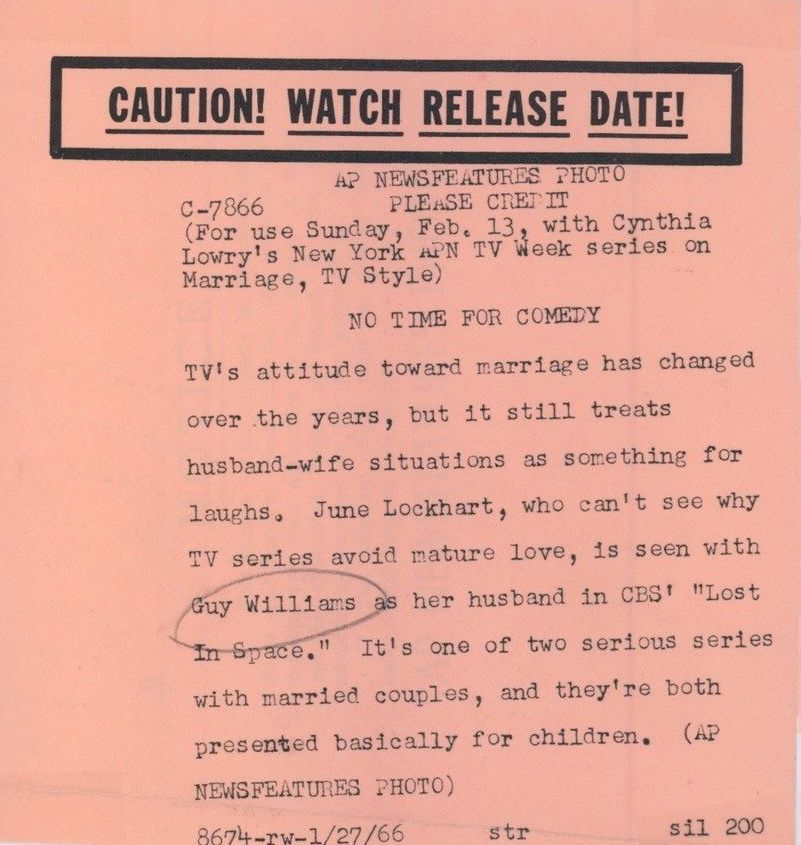 CAUTION! WATCH RELEASE DATE!
AP NEWSFEATURES PHOTO
C-7866 PLEASE CREDIT
(For use Sunday, Feb. 13, with Cynthia
Lowry's New York APN TV Week series on
Marriage, TV Style)
NO TIME FOR COMEDY
TV's attitude toward marriage has changed
over the years, but it still treats
husband-wife situations as something for
laughs. June Lockhart, who can't see why
TV series avoid mature love, is seen with
Guy Williams as her husband in CBS' "Lost
In Space." It's one of two serious series
with married couples, and they're both
presented basically for children. (AP
NEWSFEATURES PHOTO)
8674-rw-1/27/66 str sil 200